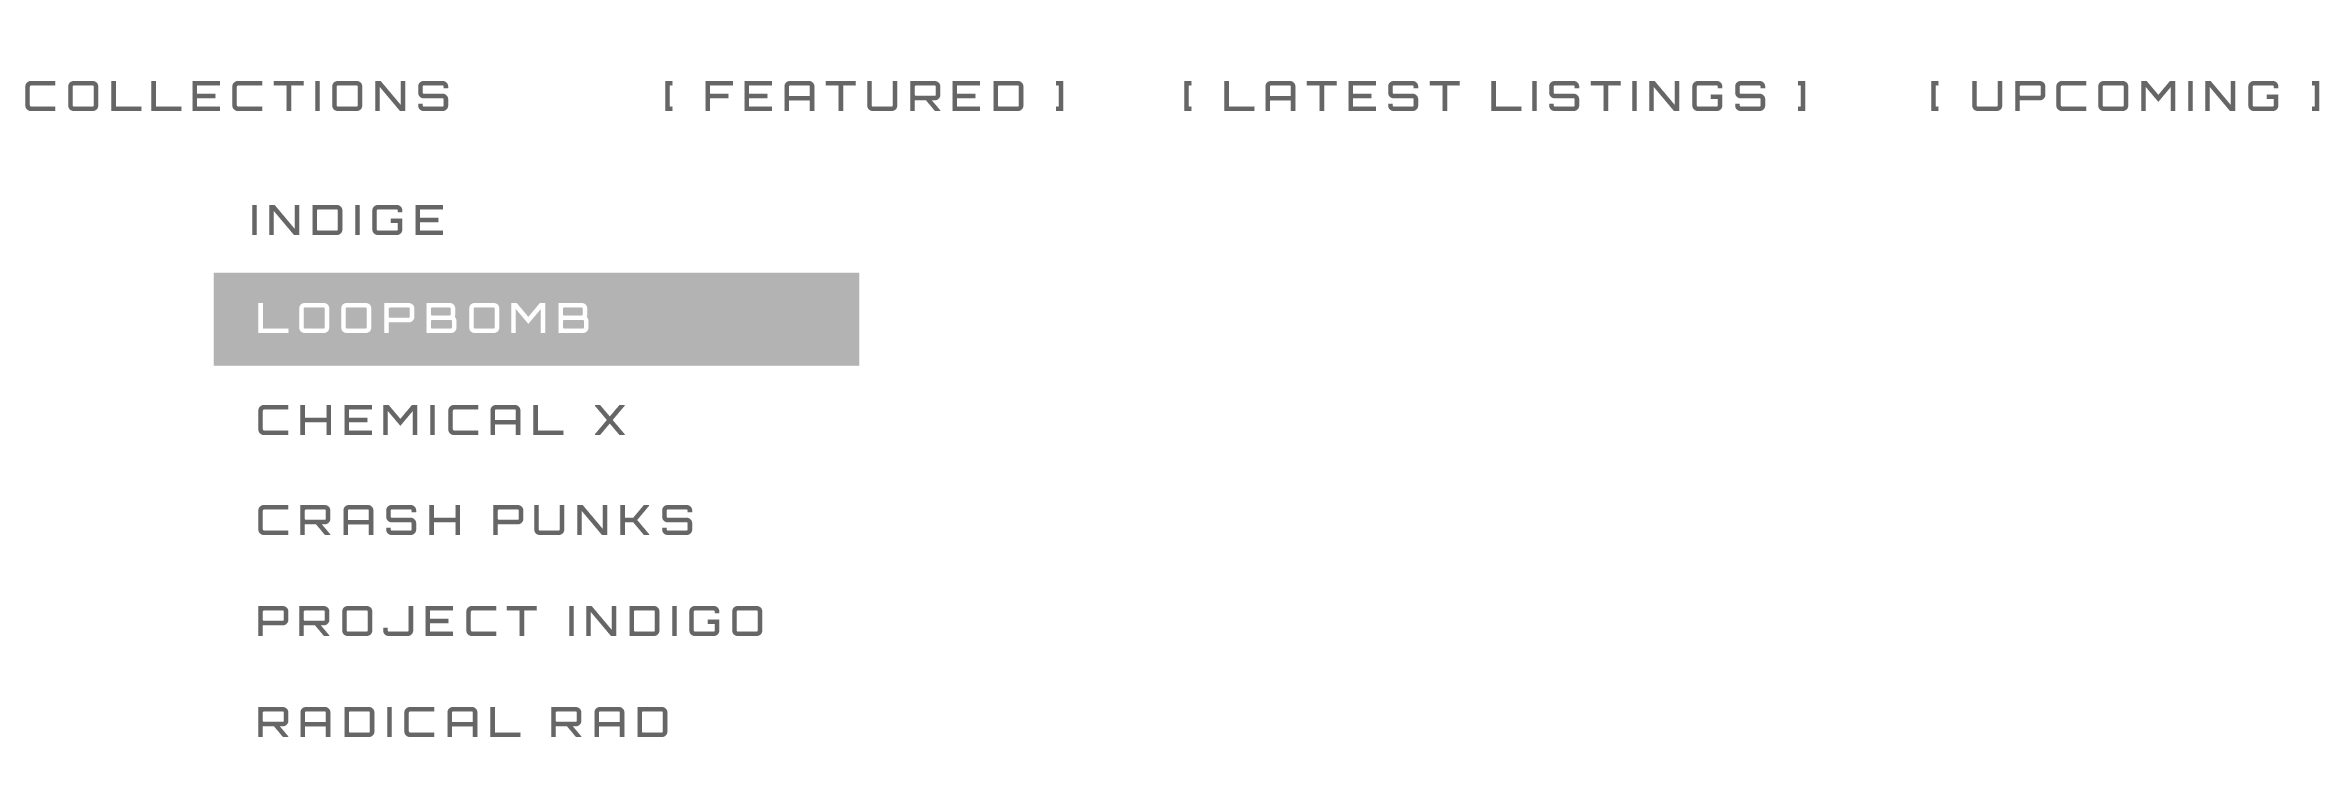 COLLECTIONS [ FEATURED ] [ LATEST LISTINGS ] [ UPCOMING ]
INDIGE
LOOPBOMB
CHEMICAL X
CRASH PUNKS
PROJECT INDIGO
RADICAL RAD